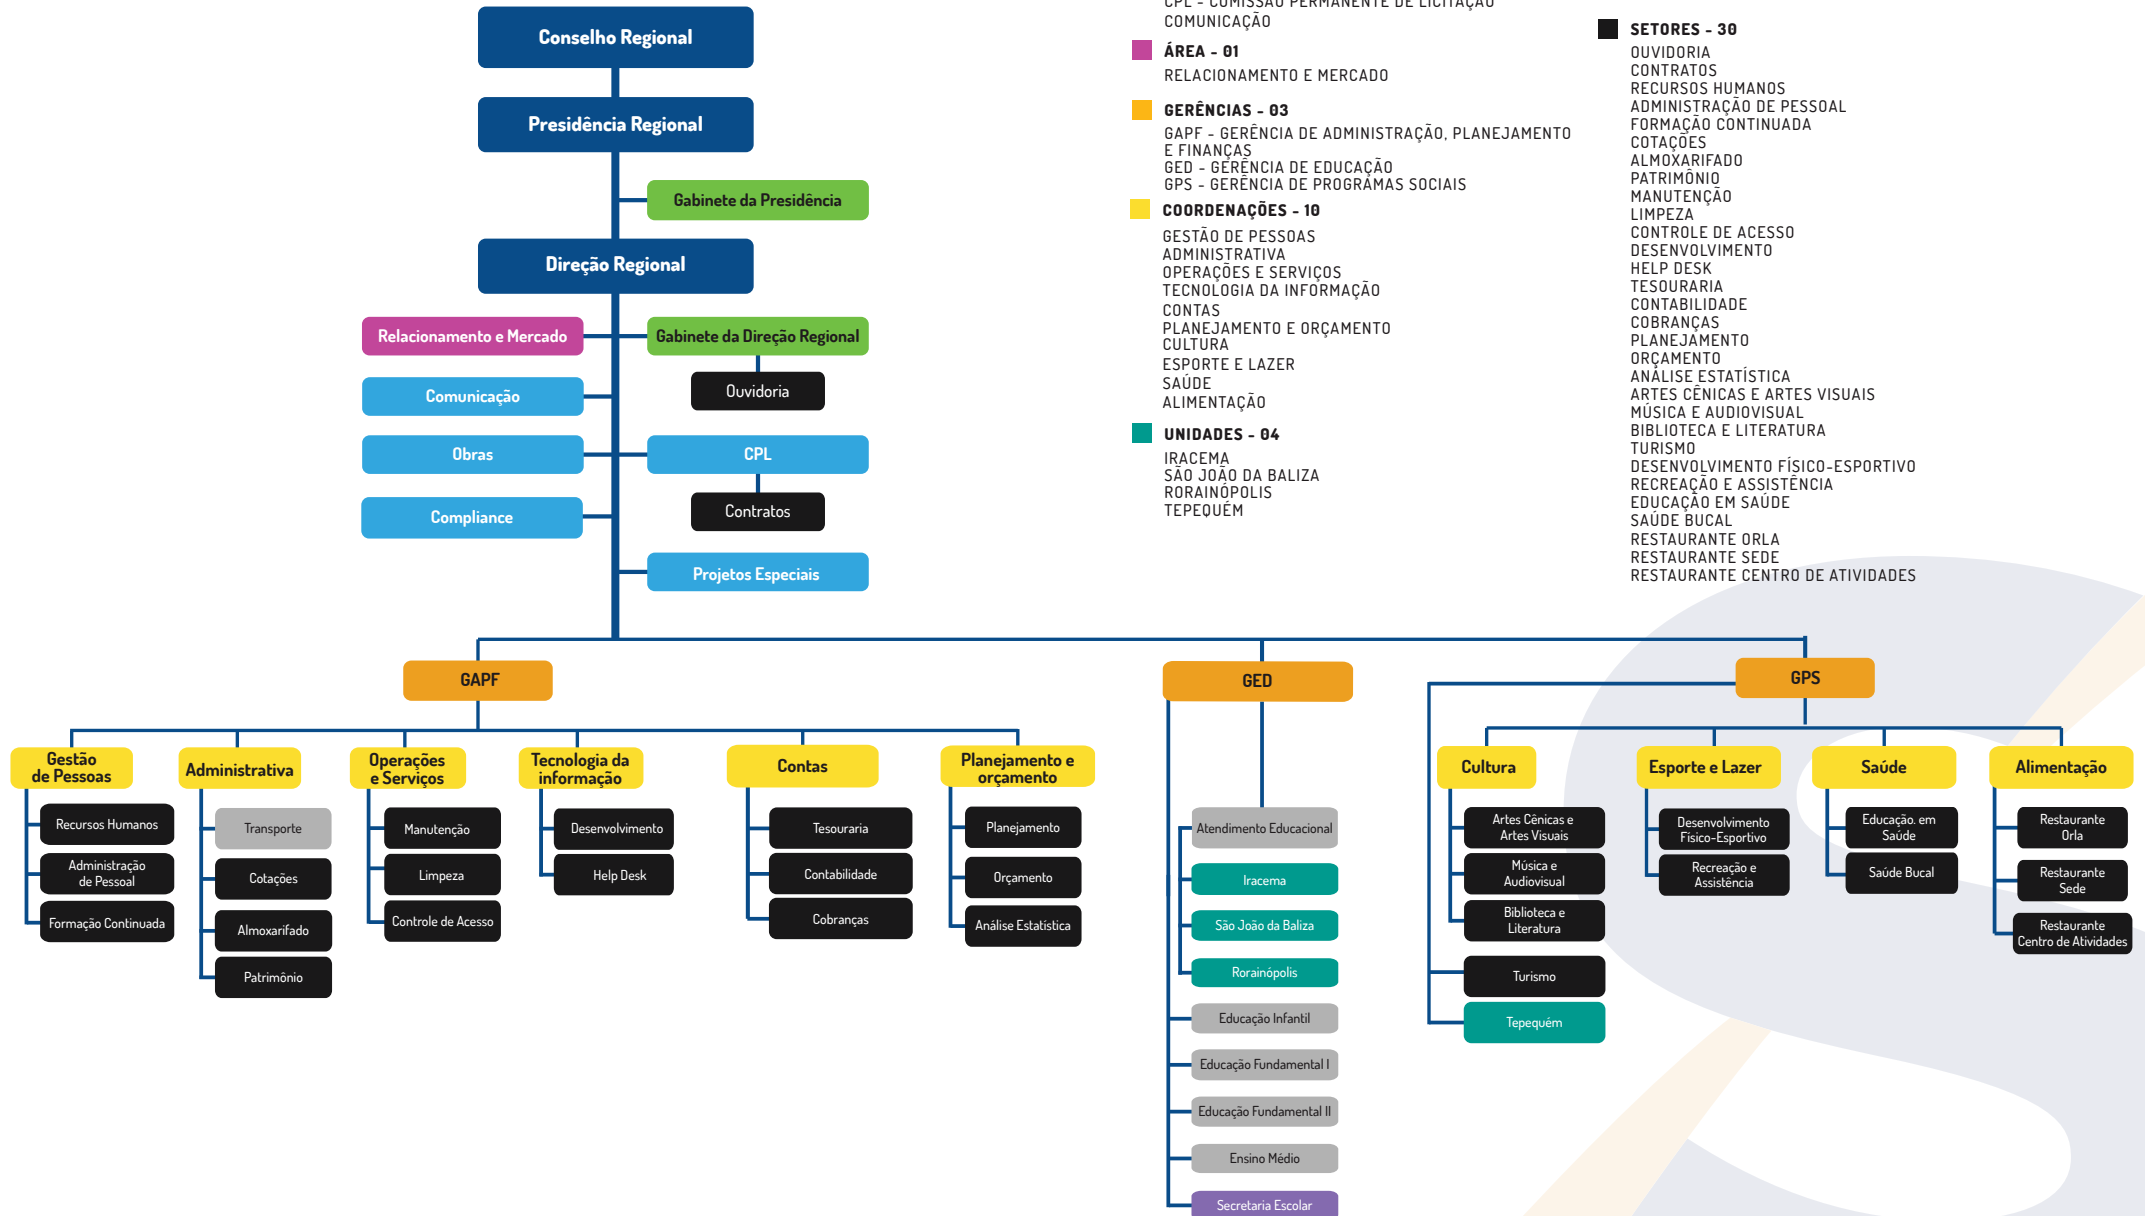 Conselho Regional
Presidência Regional
Gabinete da Presidência
Direção Regional
Relacionamento e Mercado
Gabinete da Direção Regional
Ouvidoria
Comunicação
Obras
CPL
Contratos
Compliance
Projetos Especiais
CPL - COMISSÃO PERMANENTE DE LICITAÇÃO
COMUNICAÇÃO
ÁREA - 01
RELACIONAMENTO E MERCADO
GERÊNCIAS - 03
GAPF - GERÊNCIA DE ADMINISTRAÇÃO, PLANEJAMENTO
E FINANÇAS
GED - GERÊNCIA DE EDUCAÇÃO
GPS - GERÊNCIA DE PROGRAMAS SOCIAIS
COORDENAÇÕES - 10
GESTÃO DE PESSOAS
ADMINISTRATIVA
OPERAÇÕES E SERVIÇOS
TECNOLOGIA DA INFORMAÇÃO
CONTAS
PLANEJAMENTO E ORÇAMENTO
CULTURA
ESPORTE E LAZER
SAÚDE
ALIMENTAÇÃO
UNIDADES - 04
IRACEMA
SÃO JOÃO DA BALIZA
RORAINÓPOLIS
TEPEQUÉM
SETORES - 30
OUVIDORIA
CONTRATOS
RECURSOS HUMANOS
ADMINISTRAÇÃO DE PESSOAL
FORMAÇÃO CONTINUADA
COTAÇÕES
ALMOXARIFADO
PATRIMÔNIO
MANUTENÇÃO
LIMPEZA
CONTROLE DE ACESSO
DESENVOLVIMENTO
HELP DESK
TESOURARIA
CONTABILIDADE
COBRANÇAS
PLANEJAMENTO
ORÇAMENTO
ANÁLISE ESTATÍSTICA
ARTES CÊNICAS E ARTES VISUAIS
MÚSICA E AUDIOVISUAL
BIBLIOTECA E LITERATURA
TURISMO
DESENVOLVIMENTO FÍSICO-ESPORTIVO
RECREAÇÃO E ASSISTÊNCIA
EDUCAÇÃO EM SAÚDE
SAÚDE BUCAL
RESTAURANTE ORLA
RESTAURANTE SEDE
RESTAURANTE CENTRO DE ATIVIDADES
GAPF
GED
GPS
Gestão
de Pessoas
Recursos Humanos
Administração
de Pessoal
Formação Continuada
Administrativa
Transporte
Cotações
Almoxarifado
Patrimônio
Operações
e Serviços
Manutenção
Limpeza
Controle de Acesso
Tecnologia da
informação
Desenvolvimento
Help Desk
Contas
Tesouraria
Contabilidade
Cobranças
Planejamento e
orçamento
Planejamento
Orçamento
Análise Estatística
Atendimento Educacional
Iracema
São João da Baliza
Rorainópolis
Educação Infantil
Educação Fundamental I
Educação Fundamental II
Ensino Médio
Secretaria Escolar
Cultura
Artes Cênicas e
Artes Visuais
Música e
Audiovisual
Biblioteca e
Literatura
Turismo
Tepequém
Esporte e Lazer
Desenvolvimento
Físico-Esportivo
Recreação e
Assistência
Saúde
Educação. em
Saúde
Saúde Bucal
Alimentação
Restaurante
Orla
Restaurante
Sede
Restaurante
Centro de Atividades